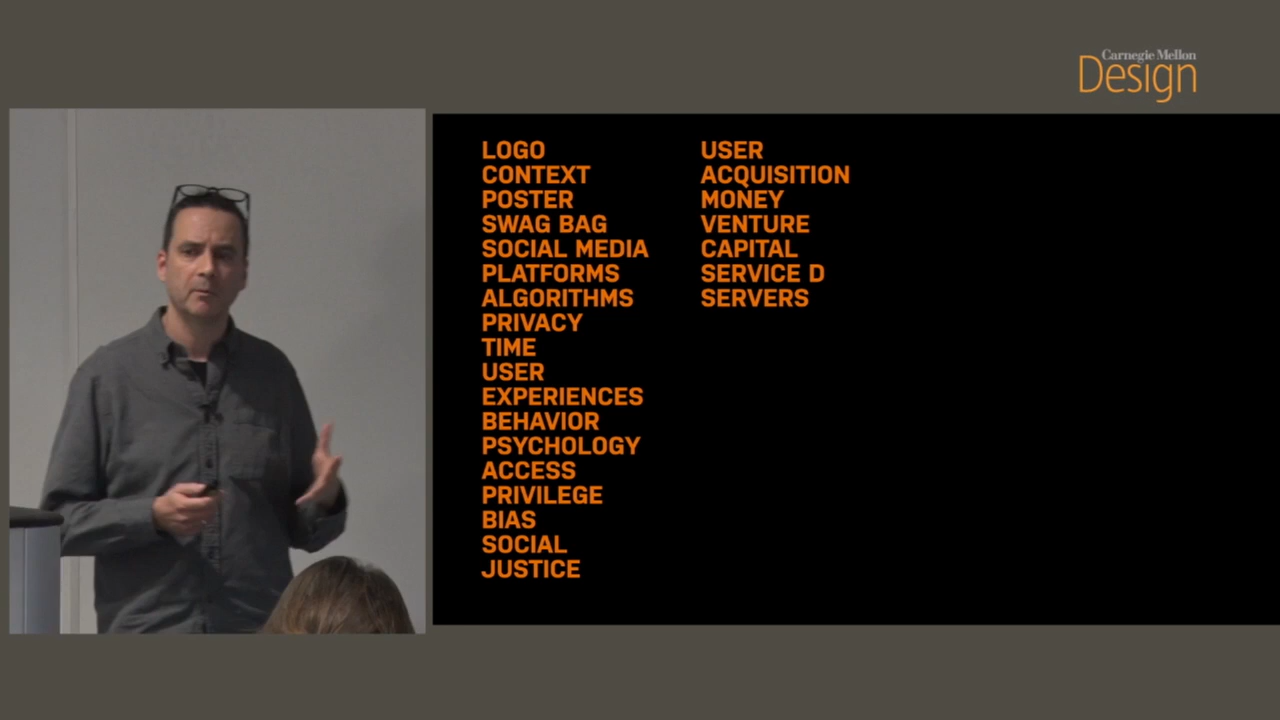 Carnegie Mellon
Design
LOGO
CONTEXT
POSTER
SWAG BAG
SOCIAL MEDIA
PLATFORMS
ALGORITHMS
PRIVACY
TIME
USER
EXPERIENCES
BEHAVIOR
PSYCHOLOGY
ACCESS
PRIVILEGE
BIAS
SOCIAL
JUSTICE
USER
ACQUISITION
MONEY
VENTURE
CAPITAL
SERVICE D
SERVERS